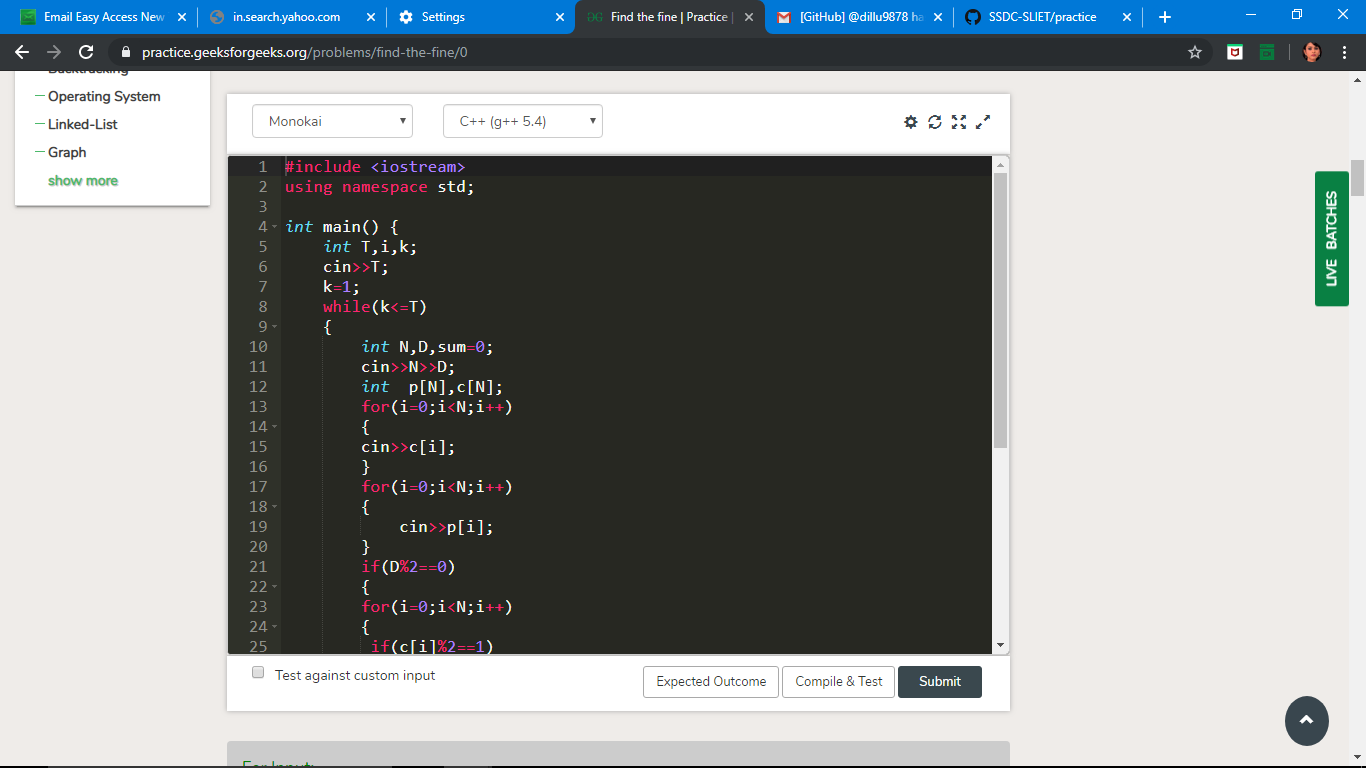 Email Easy Access New
in.search.yahoo.com
Settings
Find the fine | Practice |
[GitHub] @dillu9878 ha
SSDC-SLIET/practice
practice.geeksforgeeks.org/problems/find-the-fine/0
Backtracking
Operating System
Linked-List
Graph
show more
Monokai
C++ (g++ 5.4)
1 #include <iostream>
2 using namespace std;
3
4 int main() {
5 int T,i,k;
6 cin>>T;
7 k=1;
8 while(k<=T)
9 {
10 int N,D,sum=0;
11 cin>>N>>D;
12 int  p[N],c[N];
13 for(i=0;i<N;i++)
14 {
15 cin>>c[i];
16 }
17 for(i=0;i<N;i++)
18 {
19 cin>>p[i];
20 }
21 if(D%2==0)
22 {
23 for(i=0;i<N;i++)
24 {
25 if(c[i]%2==1)
Test against custom input
Expected Outcome
Compile & Test
Submit
LIVE BATCHES
For Input: